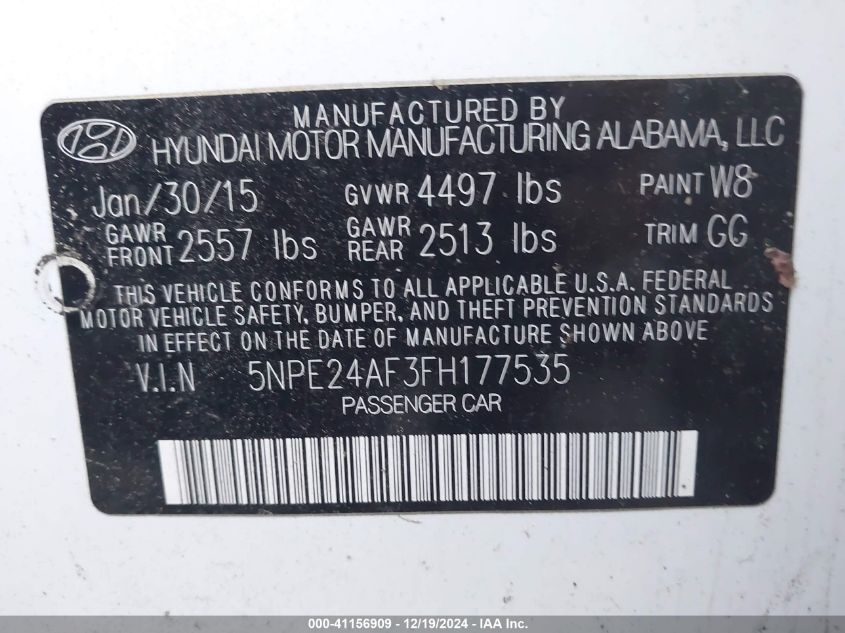 MANUFACTURED BY
HYUNDAI MOTOR MANUFACTURING ALABAMA, LLC
Jan/30/15 GVWR 4497 lbs PAINT W8
GAWR FRONT 2557 lbs GAWR REAR 2513 lbs TRIM GG
THIS VEHICLE CONFORMS TO ALL APPLICABLE U.S.A. FEDERAL
MOTOR VEHICLE SAFETY, BUMPER, AND THEFT PREVENTION STANDARDS
IN EFFECT ON THE DATE OF MANUFACTURE SHOWN ABOVE
V.I.N 5NPE24AF3FH177535
PASSENGER CAR
000-41156909 - 12/19/2024 - IAA Inc.